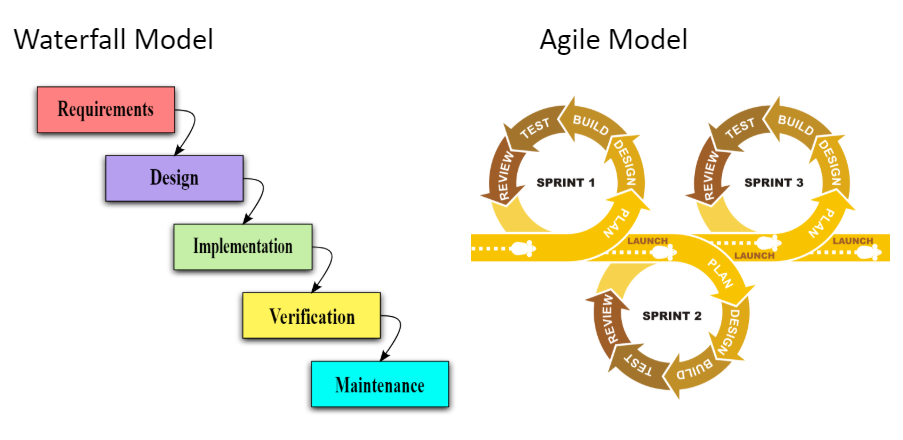 Waterfall Model
Requirements
Design
Implementation
Verification
Maintenance
Agile Model
SPRINT 1
PLAN
DESIGN
BUILD
TEST
REVIEW
LAUNCH
SPRINT 2
PLAN
DESIGN
BUILD
TEST
REVIEW
LAUNCH
SPRINT 3
PLAN
DESIGN
BUILD
TEST
REVIEW
LAUNCH